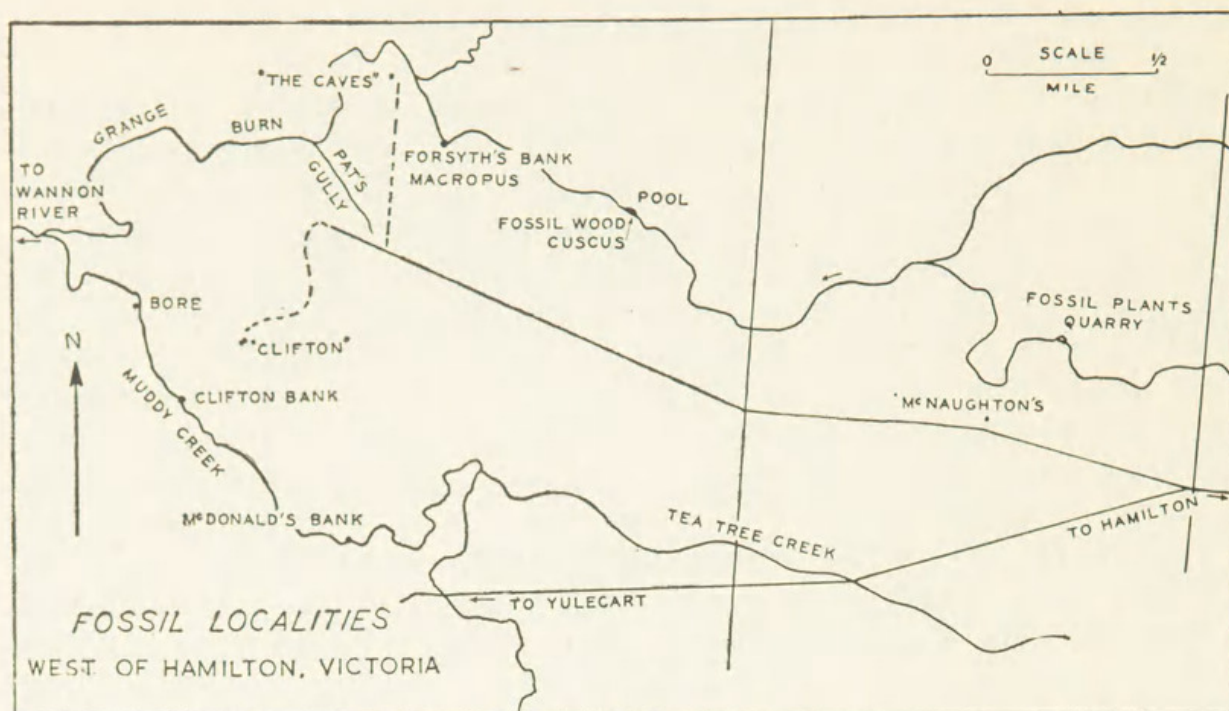 0 SCALE 1/2
MILE
"THE CAVES"
GRANGE BURN
PAT'S
GULLY
FORSYTH'S BANK
MACROPUS
TO
WANNON
RIVER
POOL
FOSSIL WOOD
CUSCUS
BORE
FOSSIL PLANTS
QUARRY
N
"CLIFTON"
CLIFTON BANK
MUDDY CREEK
'McNAUGHTON'S
McDONALD'S BANK
TEA TREE CREEK
TO HAMILTON
TO YULECART
FOSSIL LOCALITIES
WEST OF HAMILTON, VICTORIA